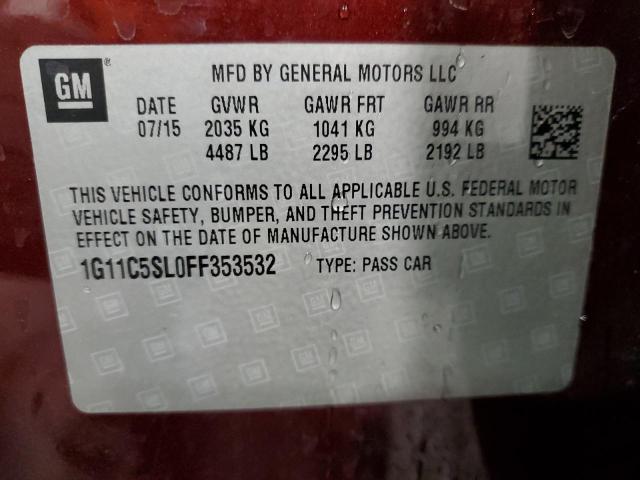 GM ®
MFD BY GENERAL MOTORS LLC
DATE GVWR GAWR FRT GAWR RR
07/15 2035 KG 1041 KG 994 KG
4487 LB 2295 LB 2192 LB
THIS VEHICLE CONFORMS TO ALL APPLICABLE U.S. FEDERAL MOTOR
VEHICLE SAFETY, BUMPER, AND THEFT PREVENTION STANDARDS IN
EFFECT ON THE DATE OF MANUFACTURE SHOWN ABOVE.
1G11C5SL0FF353532 TYPE: PASS CAR